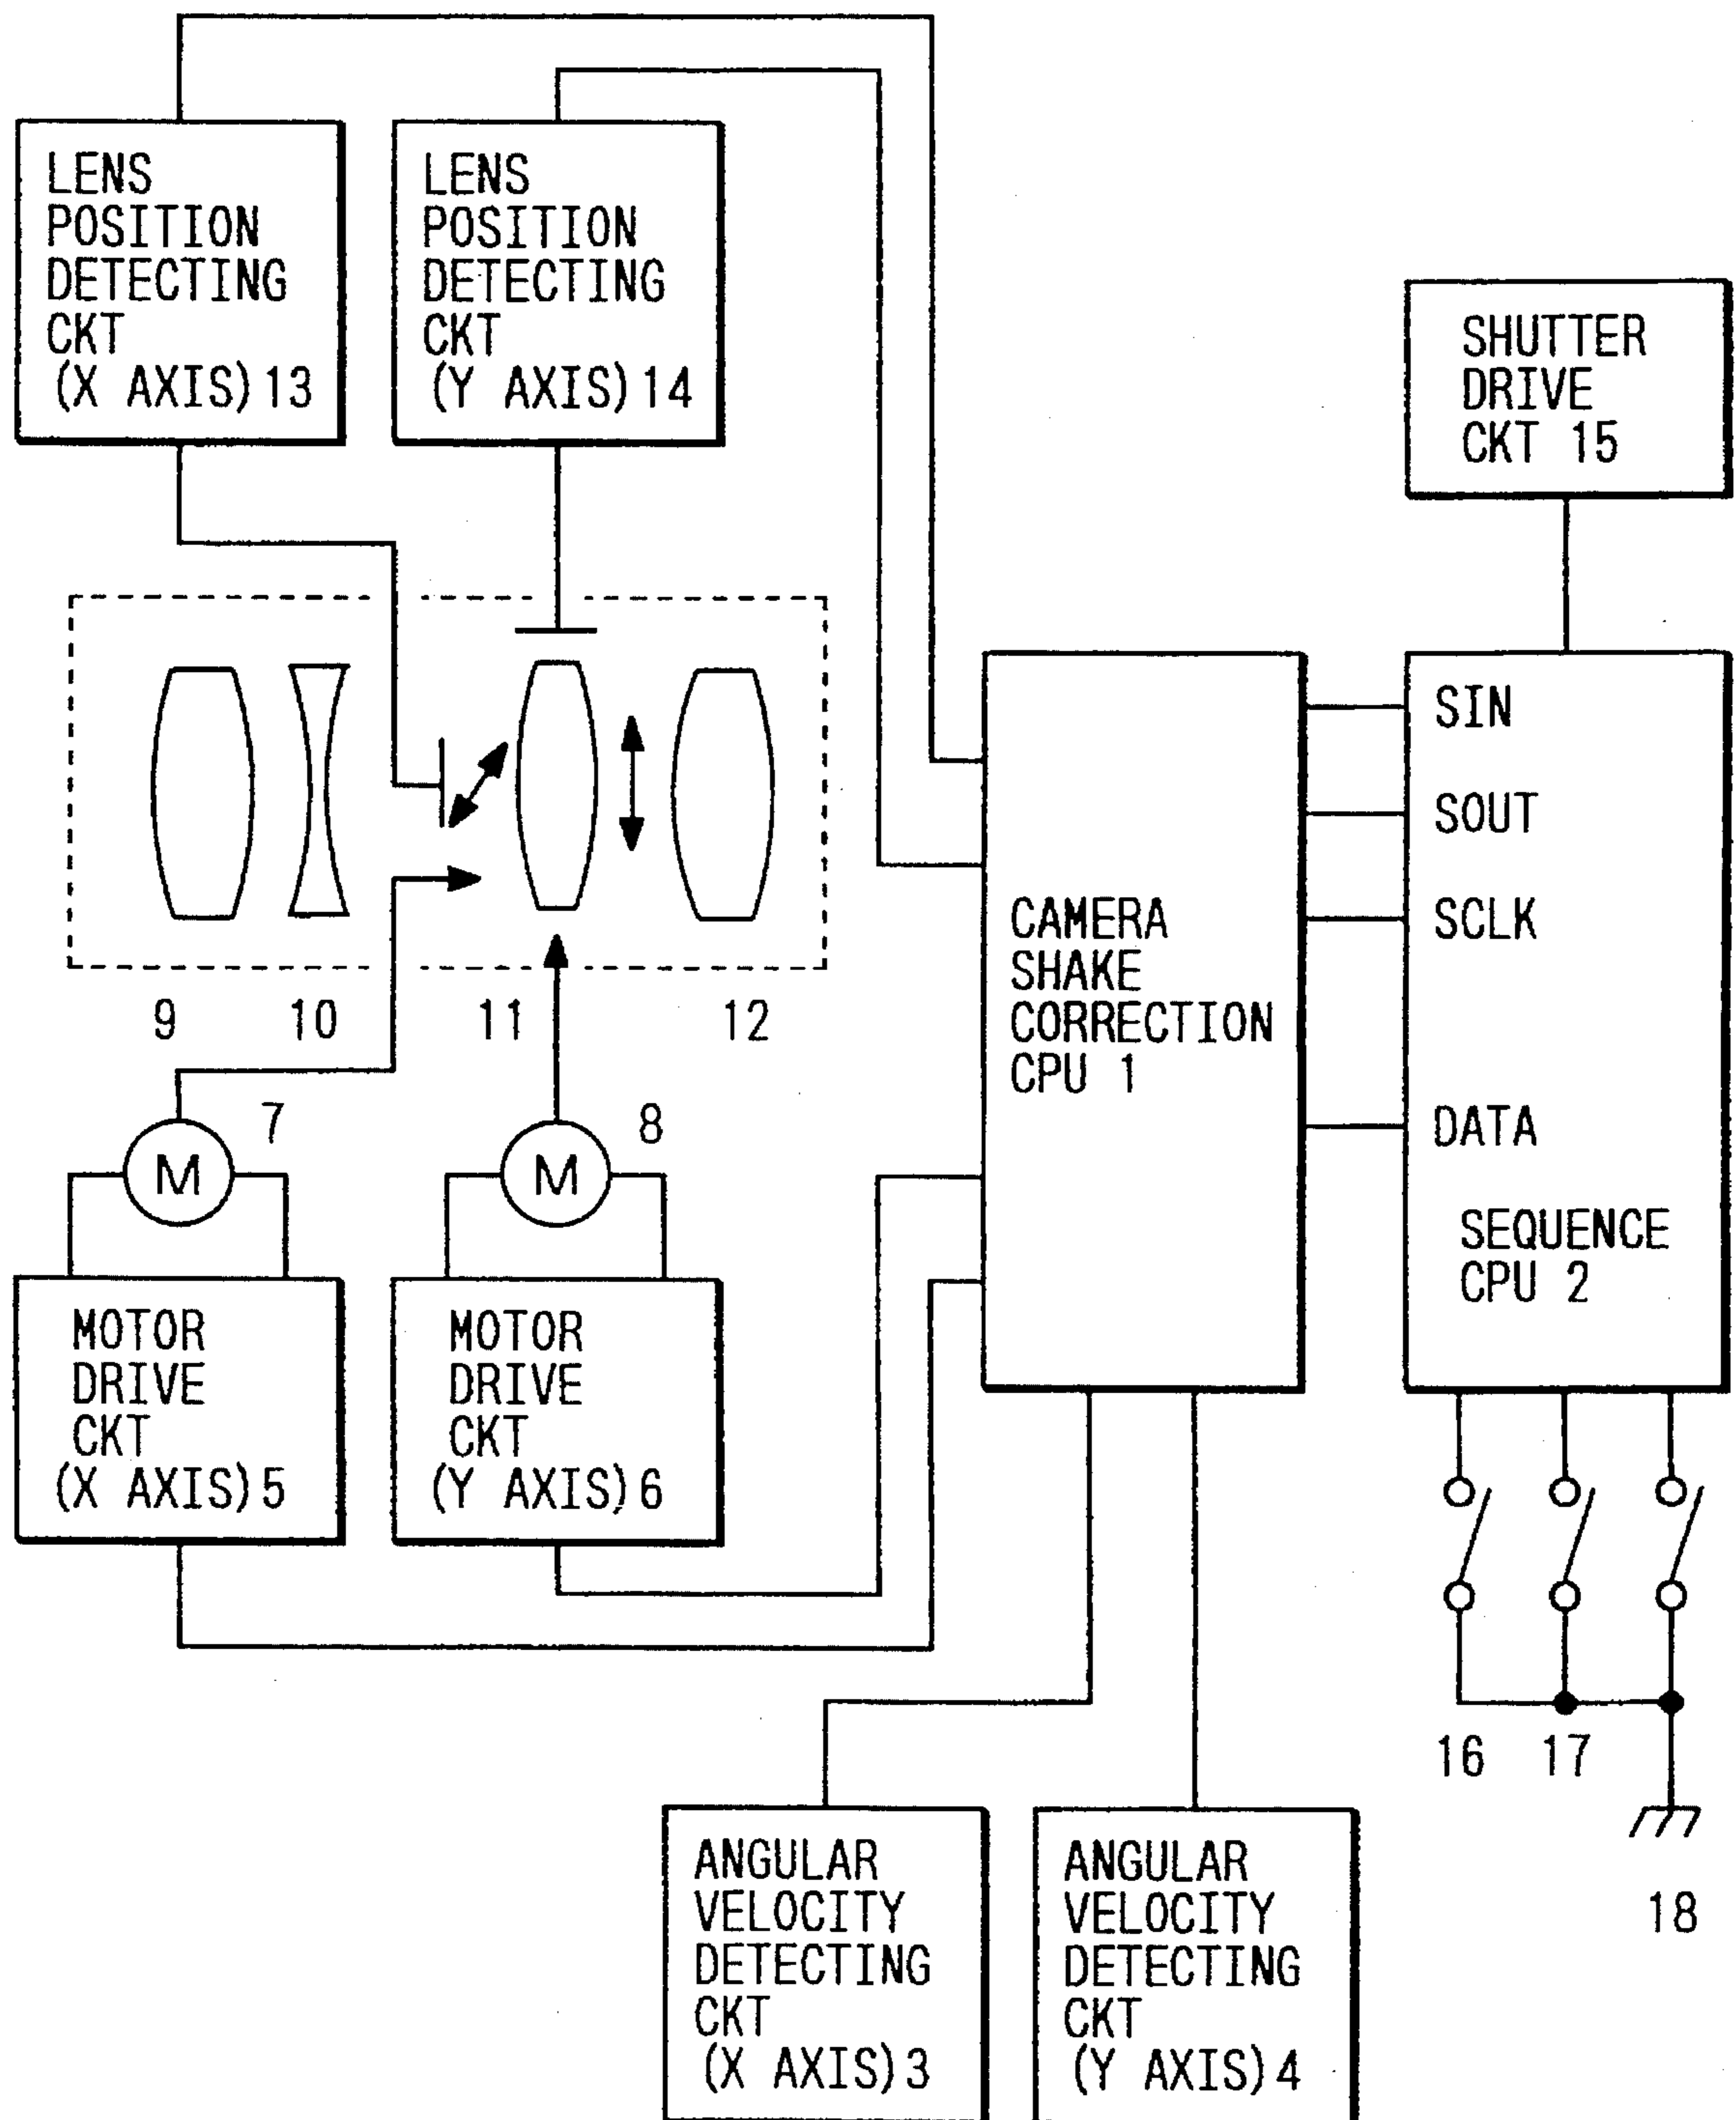 LENS
POSITION
DETECTING
CKT
(X AXIS)13
LENS
POSITION
DETECTING
CKT
(Y AXIS)14
SHUTTER
DRIVE
CKT 15
SIN
SOUT
SCLK
DATA
SEQUENCE
CPU 2
CAMERA
SHAKE
CORRECTION
CPU 1
9
10
11
12
7
8
M
M
MOTOR
DRIVE
CKT
(X AXIS)5
MOTOR
DRIVE
CKT
(Y AXIS)6
16
17
18
ANGULAR
VELOCITY
DETECTING
CKT
(X AXIS)3
ANGULAR
VELOCITY
DETECTING
CKT
(Y AXIS)4